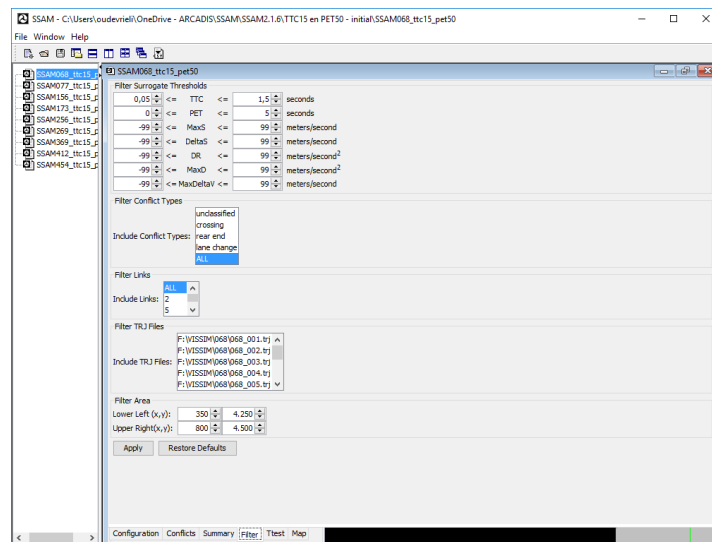 SSAM - C:\Users\oudevrieli\OneDrive - ARCADIS\SSAM\SSAM2.1.6\TTC15 en PET50 - initial\SSAM068_ttc15_pet50
File Window Help
SSAM068_ttc15_p
SSAM077_ttc15_p
SSAM156_ttc15_p
SSAM173_ttc15_p
SSAM256_ttc15_p
SSAM269_ttc15_p
SSAM369_ttc15_p
SSAM412_ttc15_p
SSAM454_ttc15_p
SSAM068_ttc15_pet50
Filter Surrogate Thresholds
0,05 <= TTC <= 1,5 seconds
0 <= PET <= 5 seconds
-99 <= MaxS <= 99 meters/second
-99 <= DeltaS <= 99 meters/second
-99 <= DR <= 99 meters/second2
-99 <= MaxD <= 99 meters/second2
-99 <= MaxDeltaV <= 99 meters/second
Filter Conflict Types
Include Conflict Types:
unclassified
crossing
rear end
lane change
ALL
Filter Links
Include Links:
ALL
2
5
Filter TRJ Files
Include TRJ Files:
F:\VISSIM\068\068_001.trj
F:\VISSIM\068\068_002.trj
F:\VISSIM\068\068_003.trj
F:\VISSIM\068\068_004.trj
F:\VISSIM\068\068_005.trj
Filter Area
Lower Left (x,y): 350 4.250
Upper Right(x,y): 800 4.500
Apply Restore Defaults
Configuration Conflicts Summary Filter Ttest Map